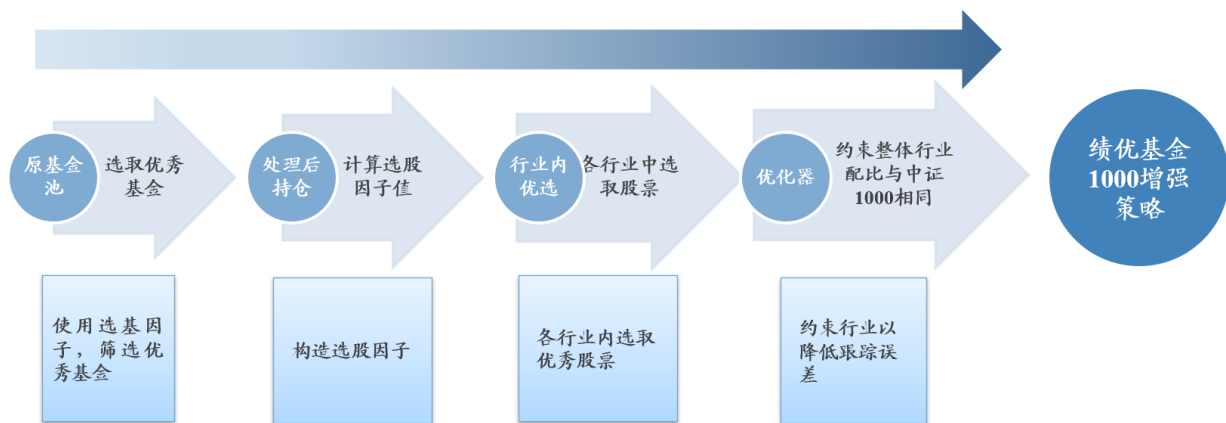 原基金
池
选取优秀
基金
处理后
持仓
计算选股
因子值
行业内
优选
各行业中选
取股票
优化器
约束整体行业
配比与中证
1000相同
绩优基金
1000增强
策略
使用选基因
子，筛选优
秀基金
构造选股因子
各行业内选取
优秀股票
约束行业以
降低跟踪误
差